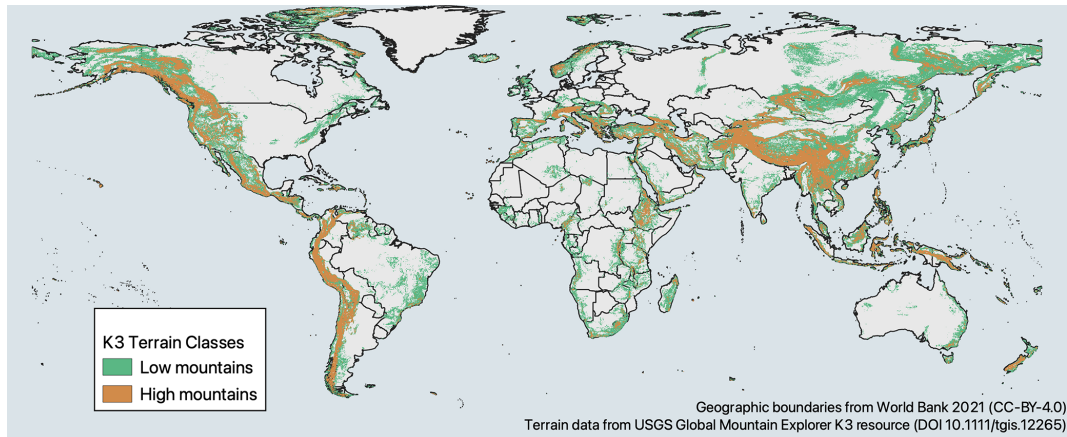 K3 Terrain Classes
Low mountains
High mountains
Geographic boundaries from World Bank 2021 (CC-BY-4.0)
Terrain data from USGS Global Mountain Explorer K3 resource (DOI 10.1111/tgis.12265)